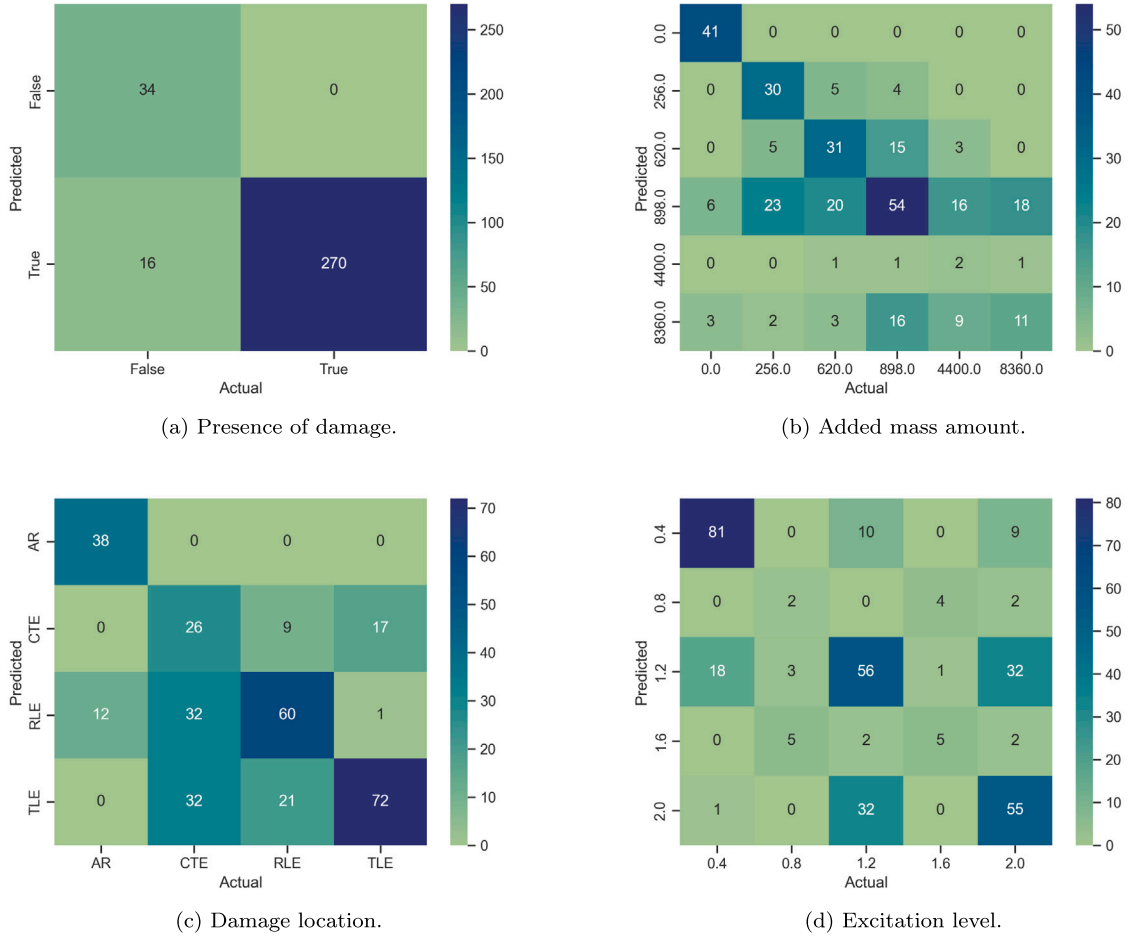 False 34 0
True 16 270
Predicted
False True
Actual
250
200
150
100
50
0
(a) Presence of damage.
0.0 41 0 0 0 0 0
256.0 0 30 5 4 0 0
620.0 0 5 31 15 3 0
898.0 6 23 20 54 16 18
4400.0 0 0 1 1 2 1
8360.0 3 2 3 16 9 11
Predicted
0.0 256.0 620.0 898.0 4400.0 8360.0
Actual
50
40
30
20
10
0
(b) Added mass amount.
AR 38 0 0 0
CTE 0 26 9 17
RLE 12 32 60 1
TLE 0 32 21 72
Predicted
AR CTE RLE TLE
Actual
70
60
50
40
30
20
10
0
(c) Damage location.
0.4 81 0 10 0 9
0.8 0 2 0 4 2
1.2 18 3 56 1 32
1.6 0 5 2 5 2
2.0 1 0 32 0 55
Predicted
0.4 0.8 1.2 1.6 2.0
Actual
80
70
60
50
40
30
20
10
0
(d) Excitation level.